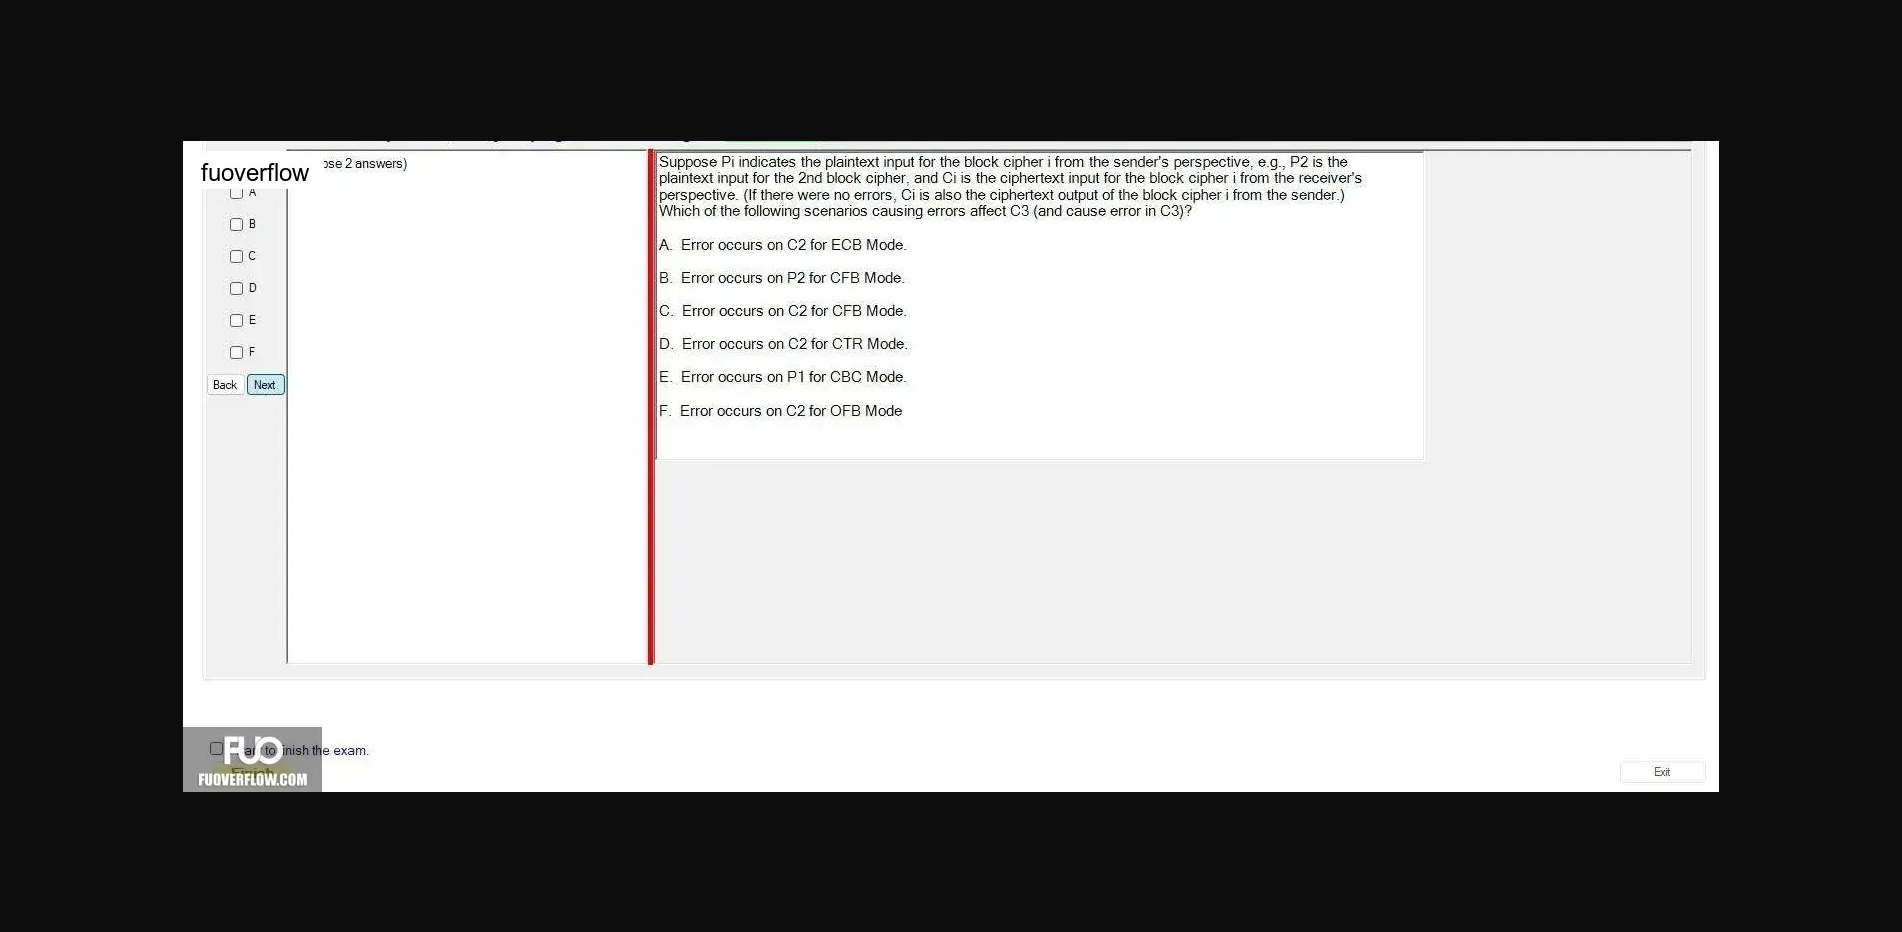 fuoverflow
2 answers)
A
B
C
D
E
F
Back Next
Suppose Pi indicates the plaintext input for the block cipher i from the sender's perspective, e.g., P2 is the
plaintext input for the 2nd block cipher, and Ci is the ciphertext input for the block cipher i from the receiver's
perspective. (If there were no errors, Ci is also the ciphertext output of the block cipher i from the sender.)
Which of the following scenarios causing errors affect C3 (and cause error in C3)?
A. Error occurs on C2 for ECB Mode.
B. Error occurs on P2 for CFB Mode.
C. Error occurs on C2 for CFB Mode.
D. Error occurs on C2 for CTR Mode.
E. Error occurs on P1 for CBC Mode.
F. Error occurs on C2 for OFB Mode
the exam.
FUO
FUOVERFLOW.COM
Exit